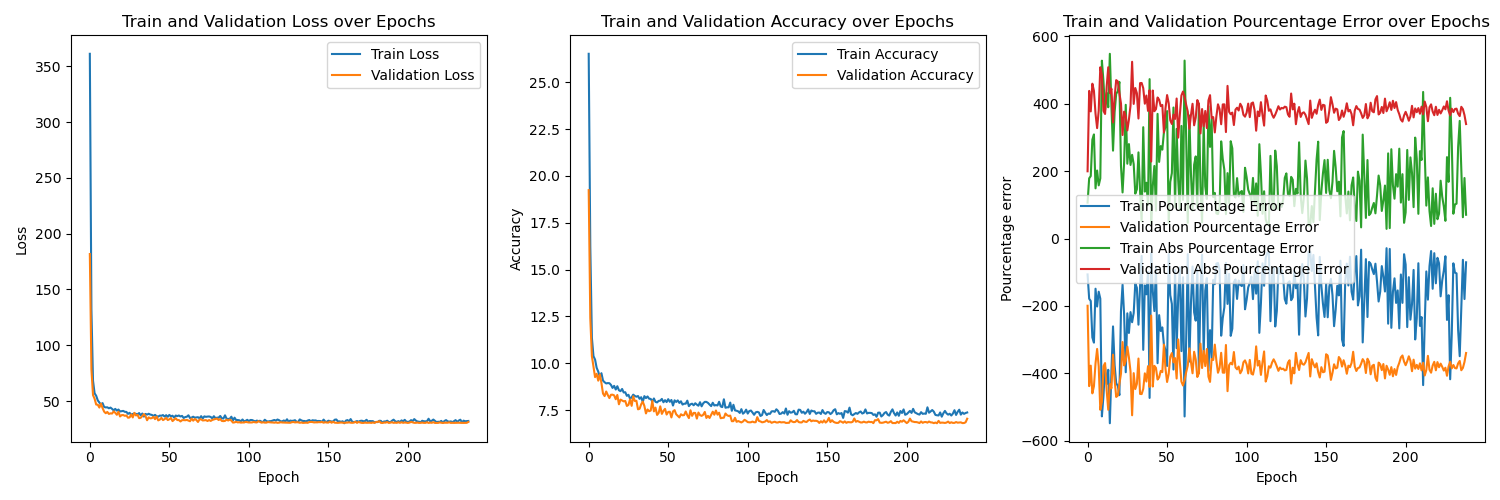 Train and Validation Loss over Epochs
Loss
350
300
250
200
150
100
50
0
50
100
150
200
Epoch
Train Loss
Validation Loss
Train and Validation Accuracy over Epochs
Accuracy
25.0
22.5
20.0
17.5
15.0
12.5
10.0
7.5
0
50
100
150
200
Epoch
Train Accuracy
Validation Accuracy
Train and Validation Pourcentage Error over Epochs
Pourcentage error
600
400
200
0
−200
−400
−600
0
50
100
150
200
Epoch
Train Pourcentage Error
Validation Pourcentage Error
Train Abs Pourcentage Error
Validation Abs Pourcentage Error